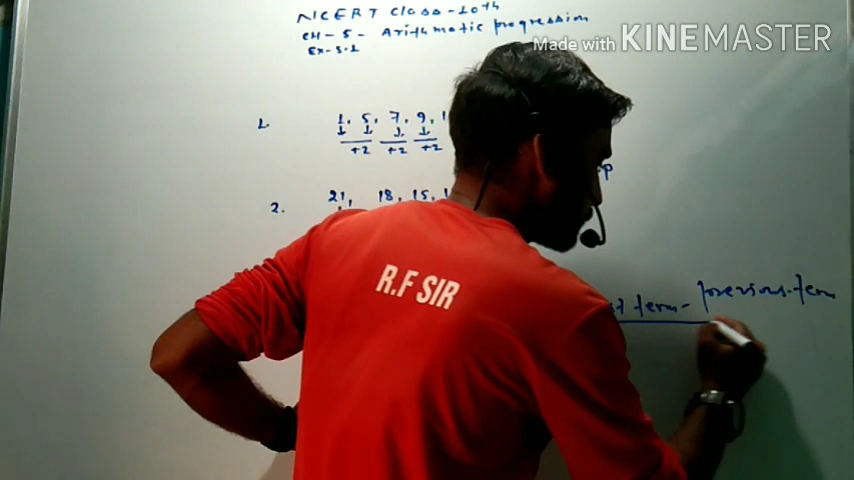 NCERT Class-10th
CH-5- Arithmatic progression
Ex-5.1
Made with KINEMASTER
1. 1, 5, 7, 9,
+2 +2 +2
2. 21, 18, 15,
R.F SIR
term- previous.term